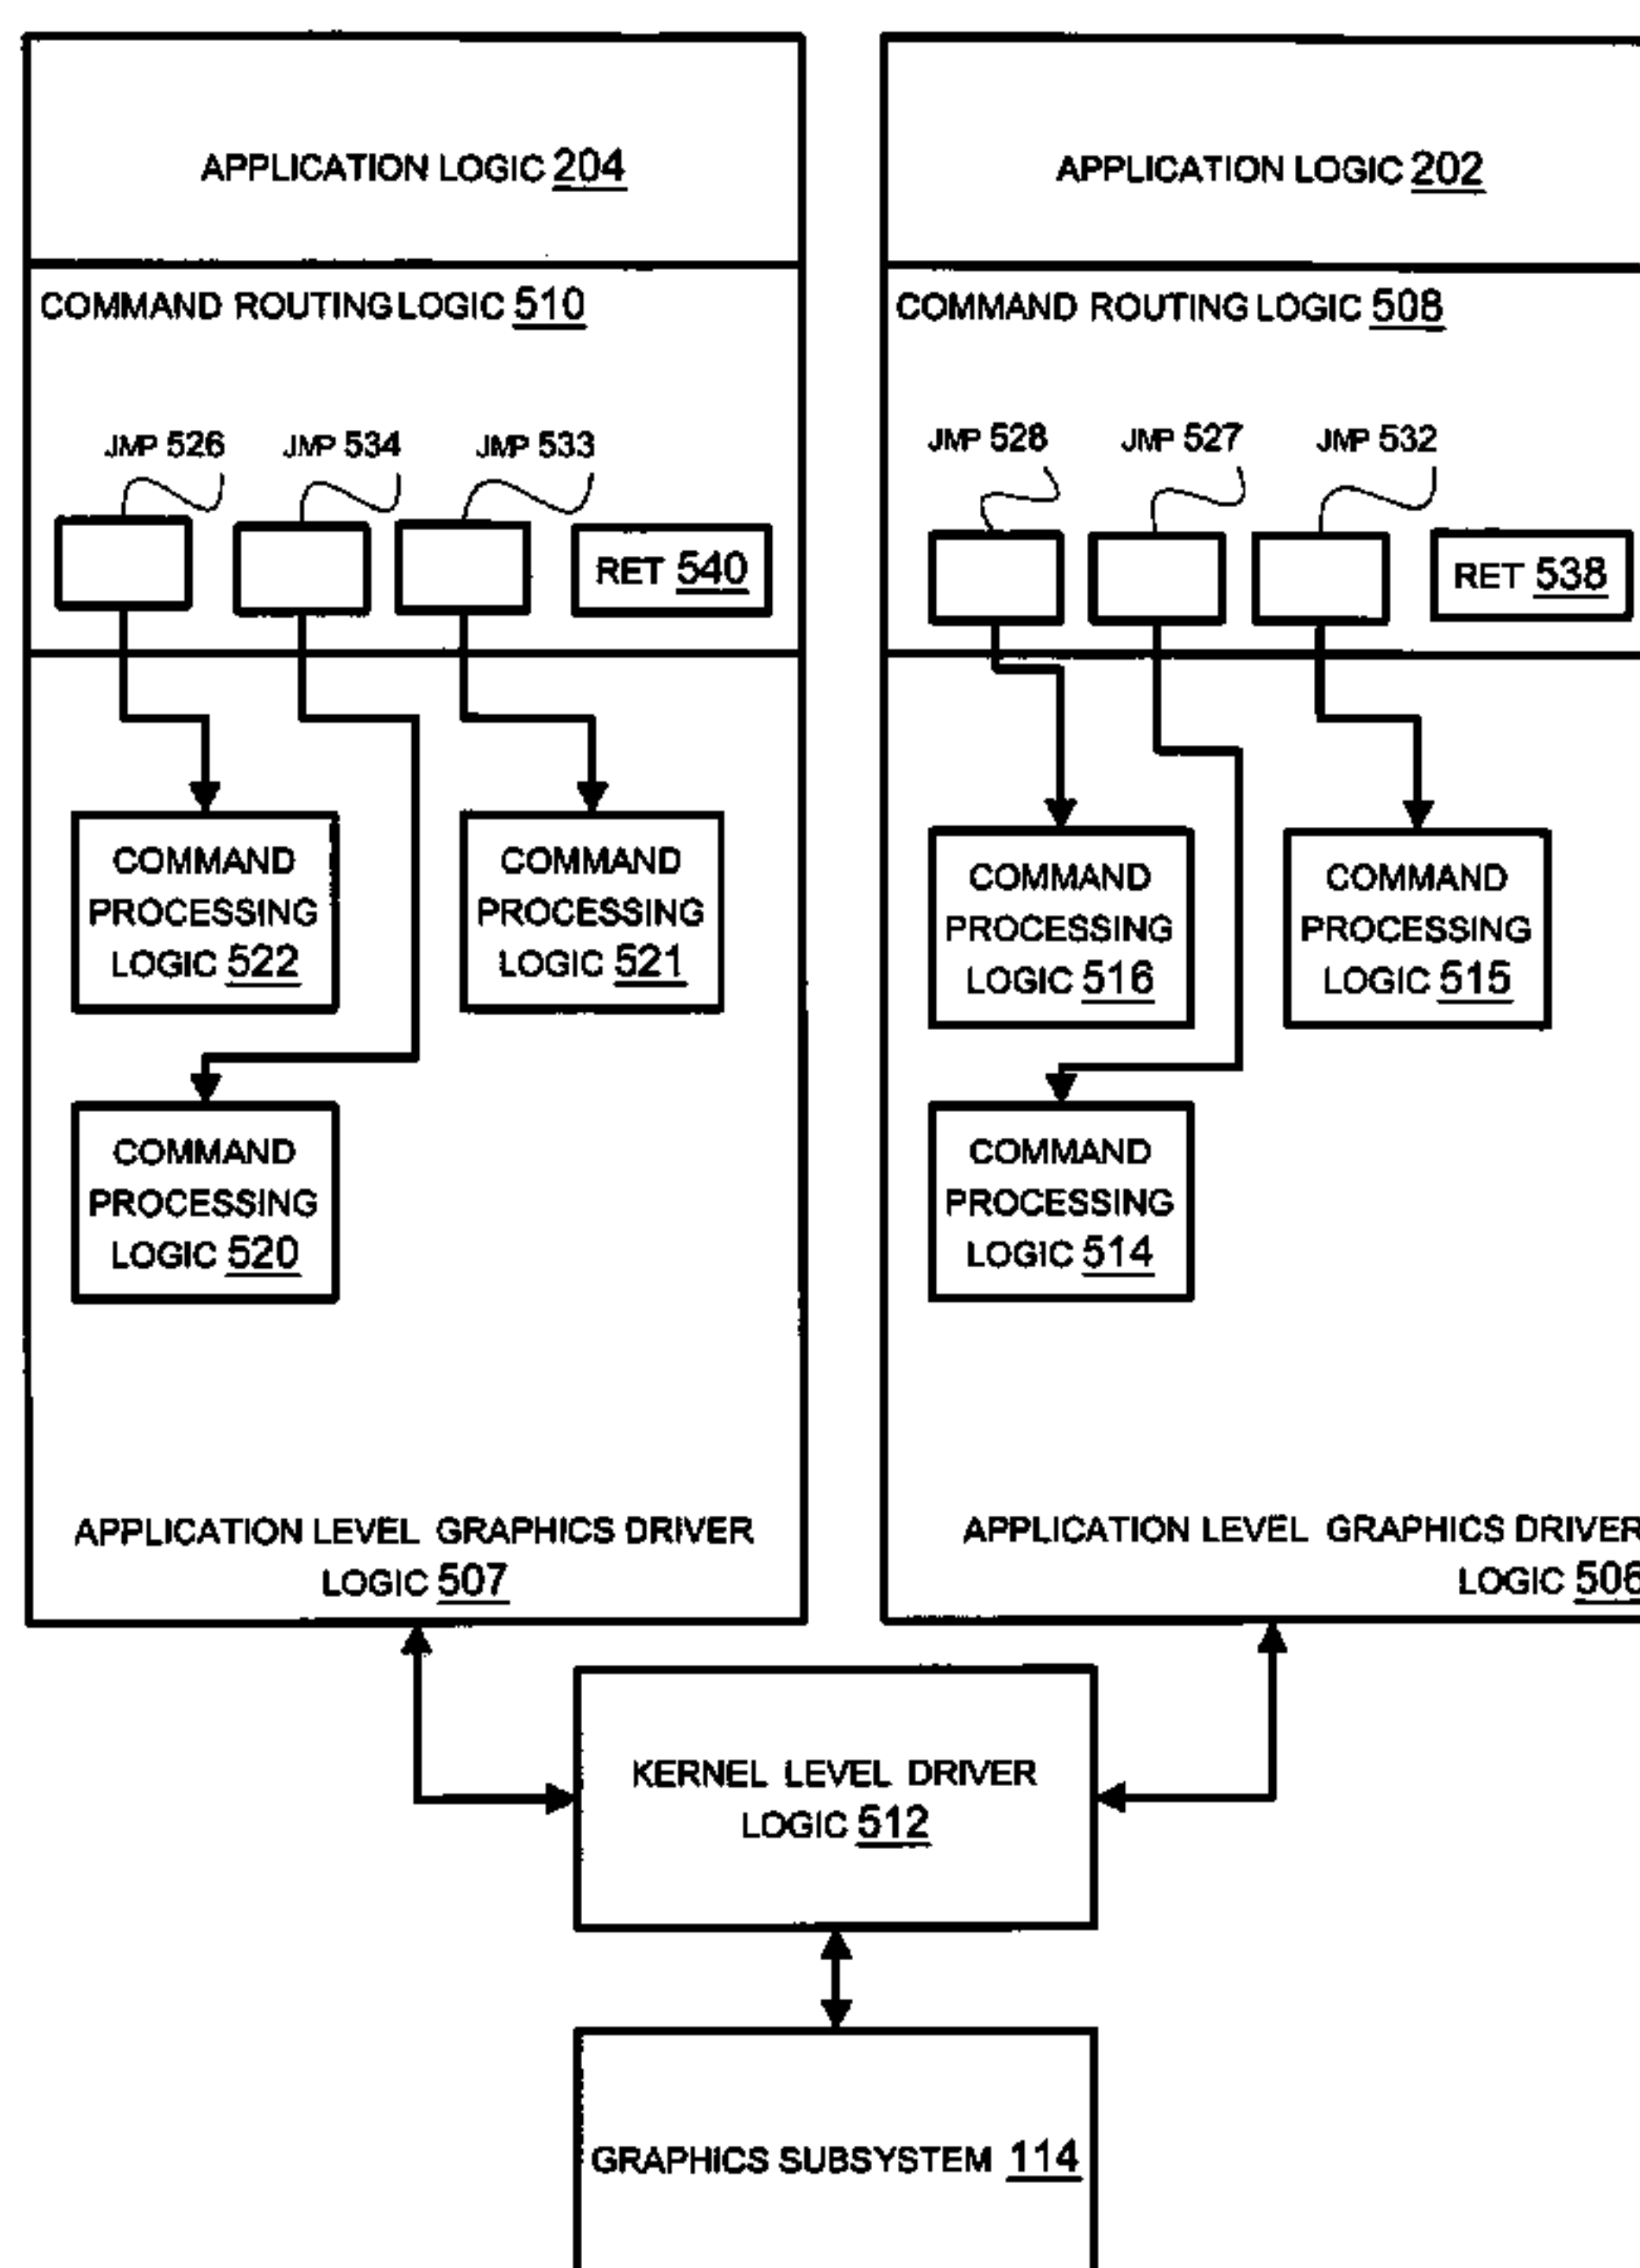 APPLICATION LOGIC 204
COMMAND ROUTING LOGIC 510
JMP 526
JMP 534
JMP 533
RET 540
COMMAND
PROCESSING
LOGIC 522
COMMAND
PROCESSING
LOGIC 521
COMMAND
PROCESSING
LOGIC 520
APPLICATION LEVEL GRAPHICS DRIVER
LOGIC 507
APPLICATION LOGIC 202
COMMAND ROUTING LOGIC 508
JMP 528
JMP 527
JMP 532
RET 538
COMMAND
PROCESSING
LOGIC 516
COMMAND
PROCESSING
LOGIC 515
COMMAND
PROCESSING
LOGIC 514
APPLICATION LEVEL GRAPHICS DRIVER
LOGIC 506
KERNEL LEVEL DRIVER
LOGIC 512
GRAPHICS SUBSYSTEM 114